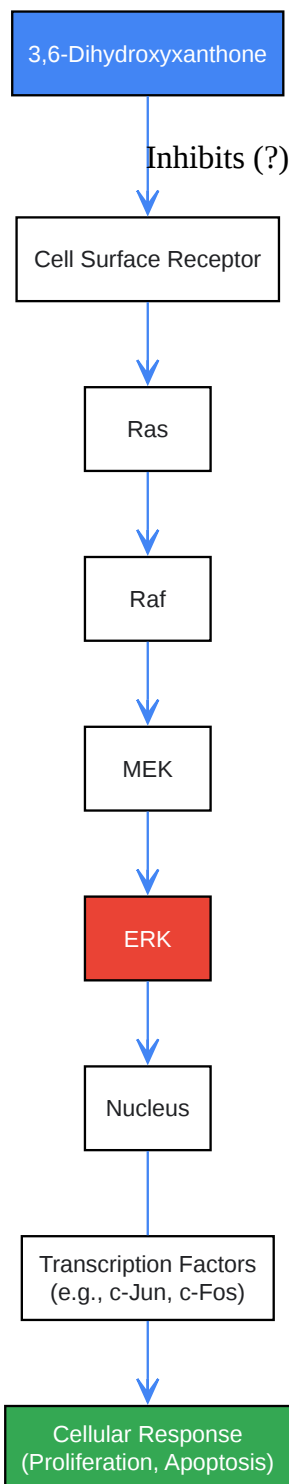 3,6-Dihydroxyxanthone
Inhibits (?)
Cell Surface Receptor
Ras
Raf
MEK
ERK
Nucleus
Transcription Factors
(e.g., c-Jun, c-Fos)
Cellular Response
(Proliferation, Apoptosis)